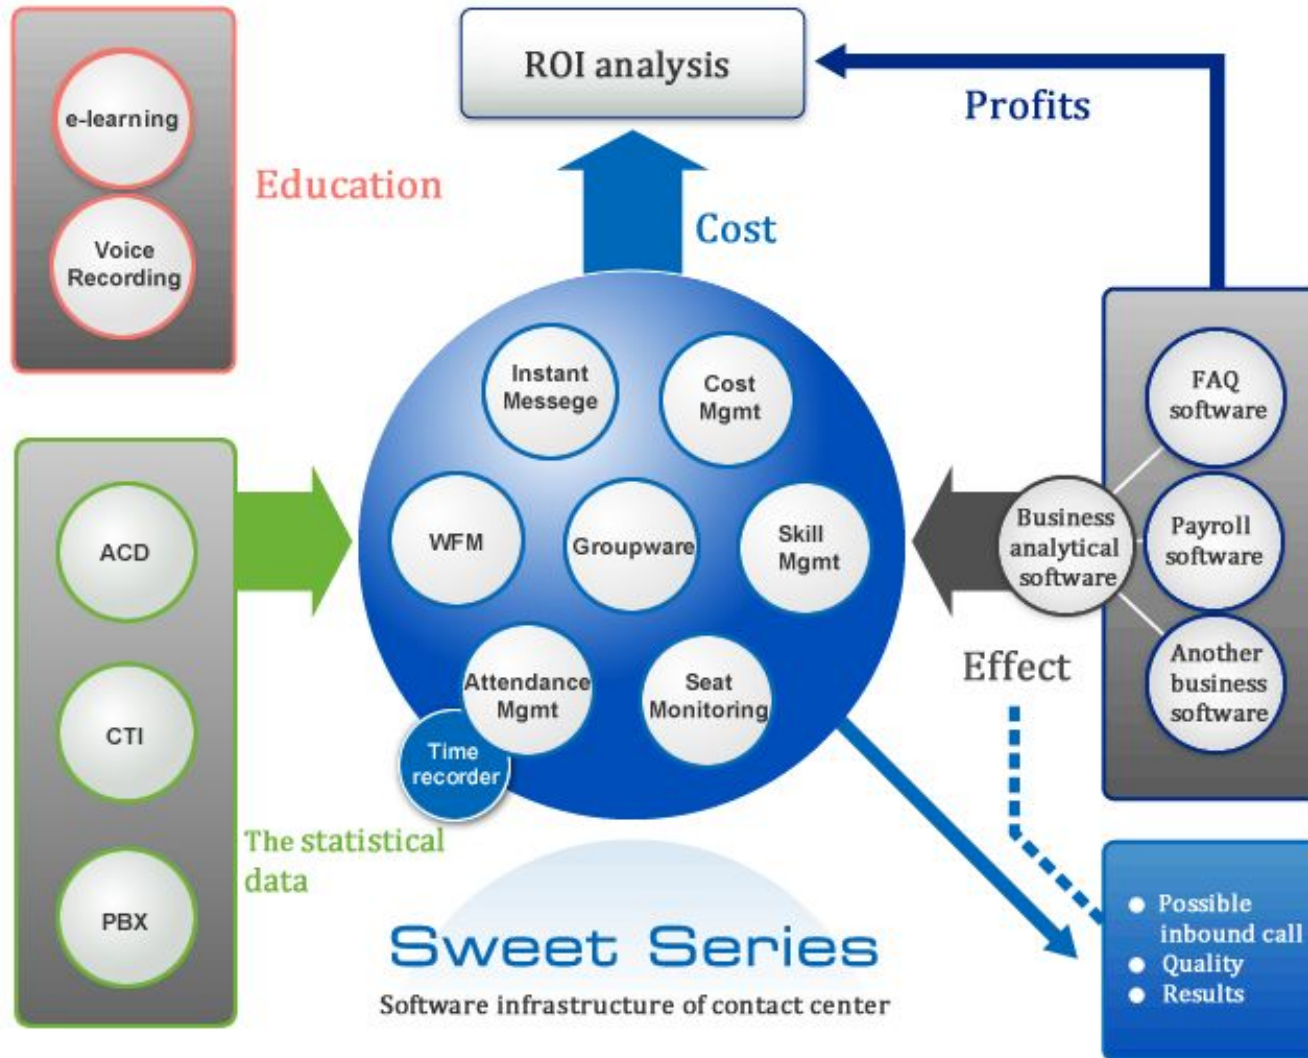 ROI analysis
Profits
e-learning
Voice
Recording
Education
Cost
Instant
Messege
Cost
Mgmt
WFM
Groupware
Skill
Mgmt
Attendance
Mgmt
Seat
Monitoring
Time
recorder
ACD
CTI
PBX
The statistical
data
FAQ
software
Business
analytical
software
Payroll
software
Another
business
software
Effect
Possible
inbound call
Quality
Results
Sweet Series
Software infrastructure of contact center